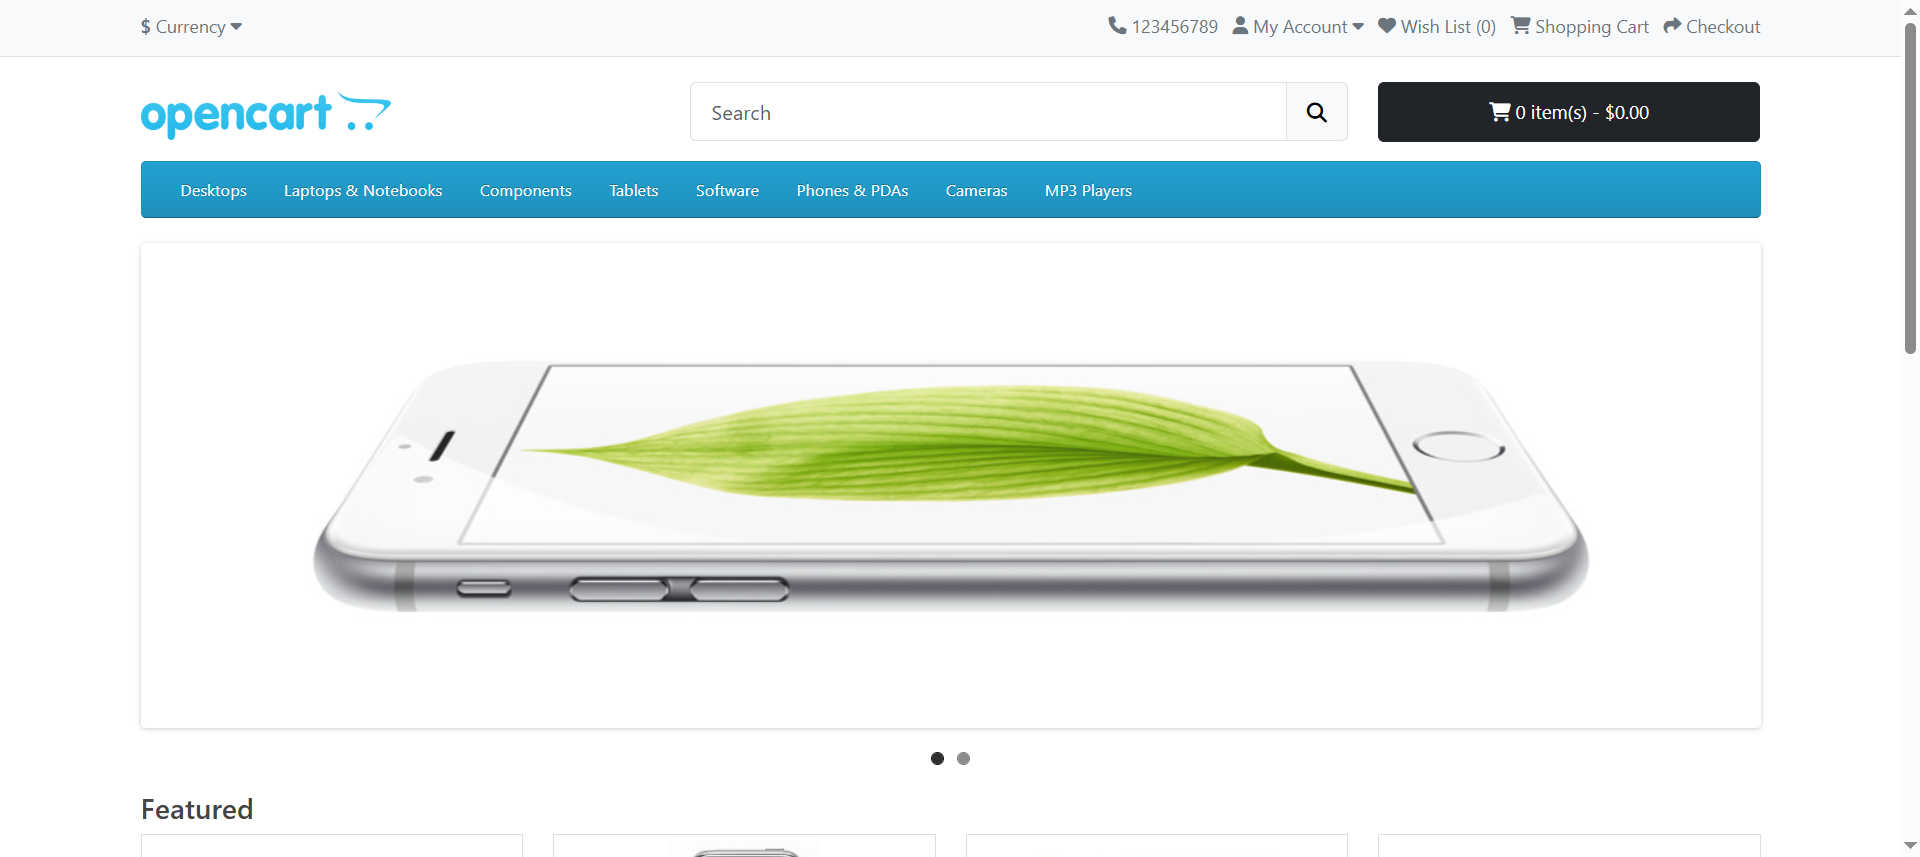 $ Currency
123456789 My Account Wish List (0) Shopping Cart Checkout
opencart
Search
0 item(s) - $0.00
Desktops Laptops & Notebooks Components Tablets Software Phones & PDAs Cameras MP3 Players
Featured